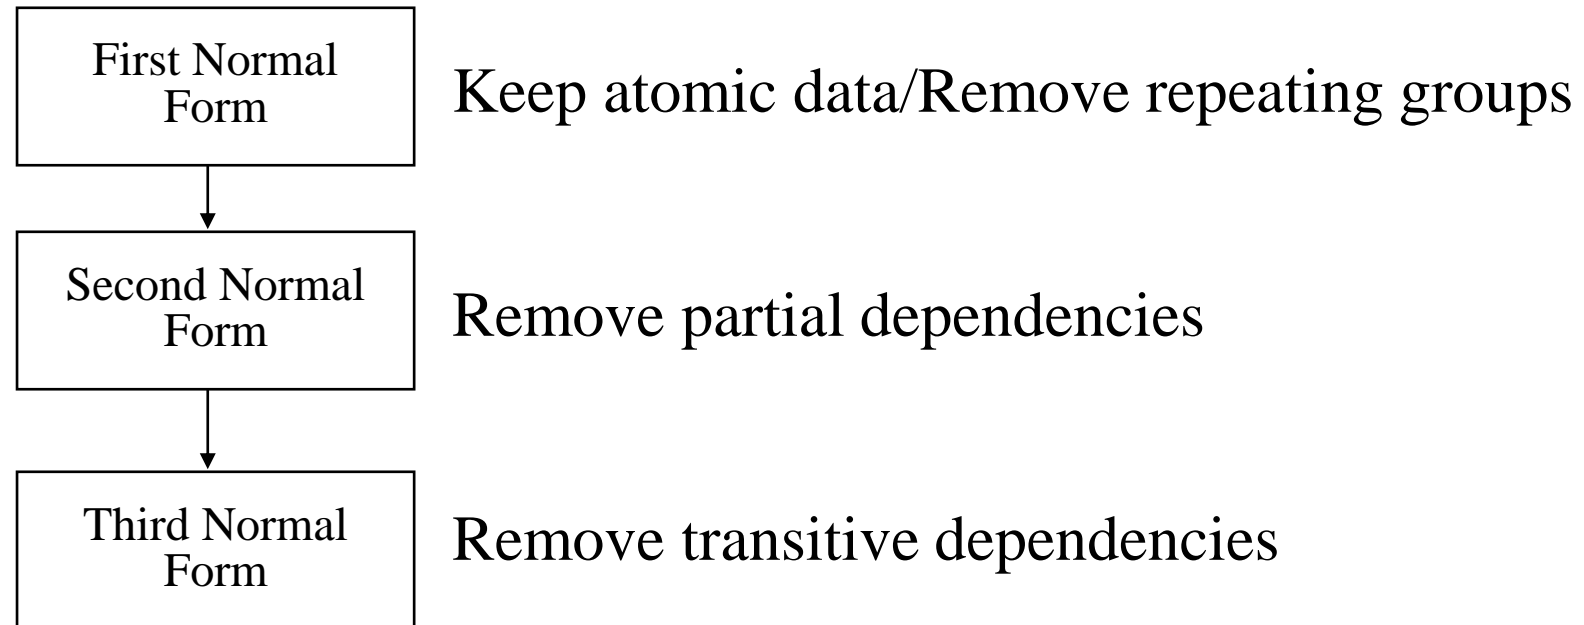 First Normal
Form
Keep atomic data/Remove repeating groups
Second Normal
Form
Remove partial dependencies
Third Normal
Form
Remove transitive dependencies